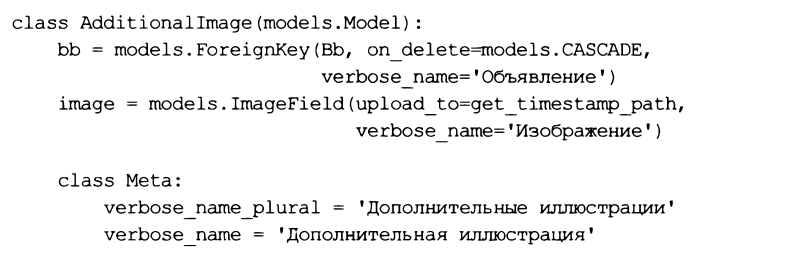 class AdditionalImage(models.Model):
    bb = models.ForeignKey(Bb, on_delete=models.CASCADE,
                           verbose_name='Объявление')
    image = models.ImageField(upload_to=get_timestamp_path,
                              verbose_name='Изображение')

    class Meta:
        verbose_name_plural = 'Дополнительные иллюстрации'
        verbose_name = 'Дополнительная иллюстрация'